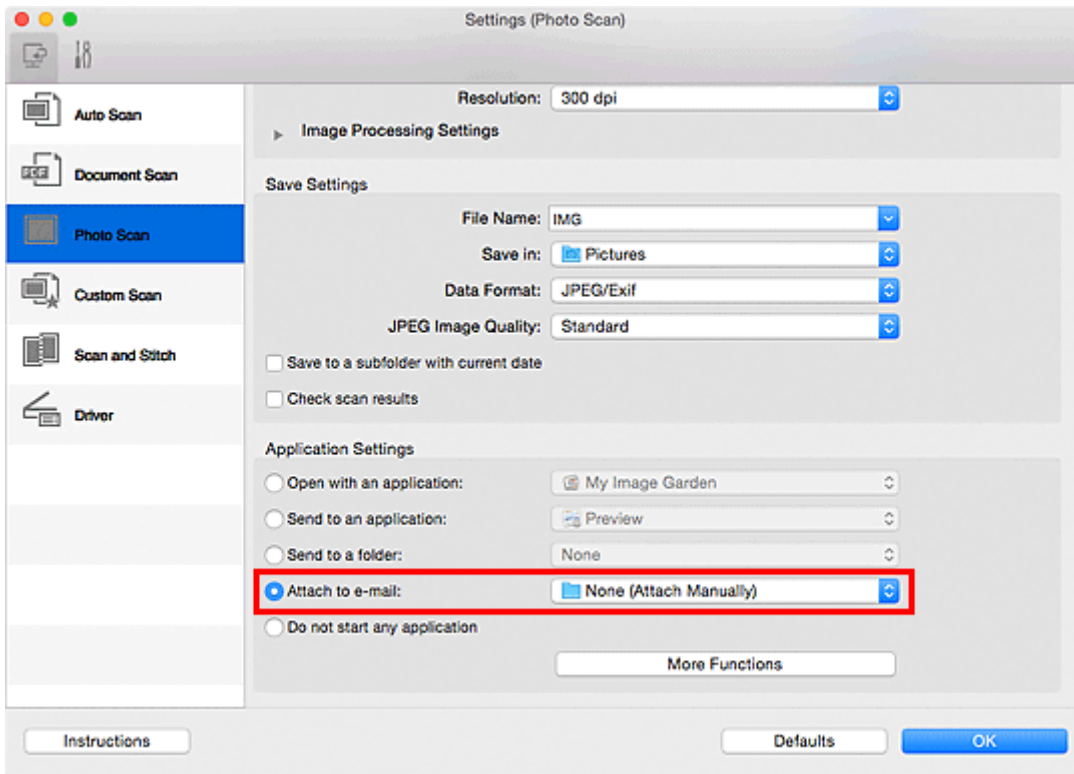 Settings (Photo Scan)
Auto Scan
Document Scan
Photo Scan
Custom Scan
Scan and Stitch
Driver
Resolution: 300 dpi
Image Processing Settings
Save Settings
File Name: IMG
Save in: Pictures
Data Format: JPEG/Exif
JPEG Image Quality: Standard
Save to a subfolder with current date
Check scan results
Application Settings
Open with an application: My Image Garden
Send to an application: Preview
Send to a folder: None
Attach to e-mail: None (Attach Manually)
Do not start any application
More Functions
Instructions Defaults OK